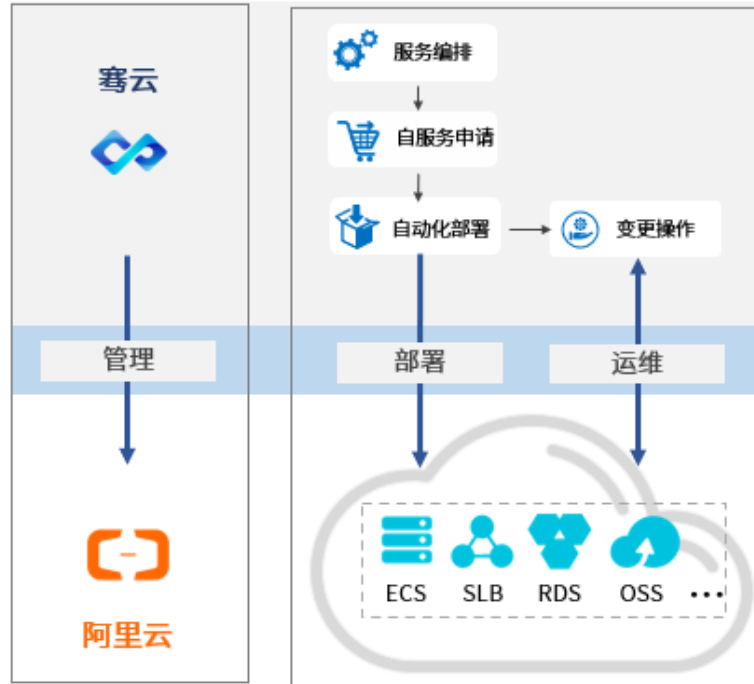 骞云
管理
阿里云
服务编排
自服务申请
自动化部署
变更操作
部署
运维
ECS
SLB
RDS
OSS
...